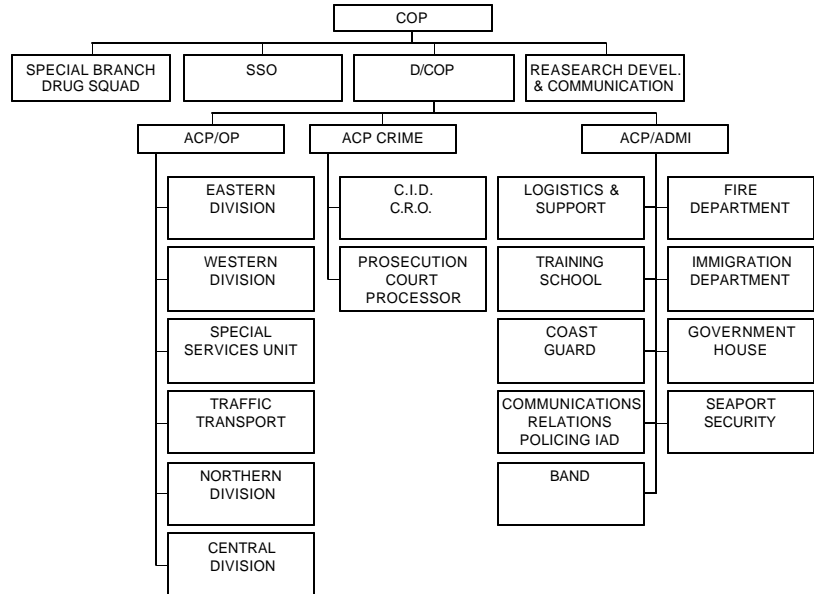 COP
SPECIAL BRANCH
DRUG SQUAD
SSO
D/COP
REASEARCH DEVEL.
& COMMUNICATION
ACP/OP
ACP CRIME
ACP/ADMI
EASTERN
DIVISION
WESTERN
DIVISION
SPECIAL
SERVICES UNIT
TRAFFIC
TRANSPORT
NORTHERN
DIVISION
CENTRAL
DIVISION
C.I.D.
C.R.O.
PROSECUTION
COURT
PROCESSOR
LOGISTICS &
SUPPORT
TRAINING
SCHOOL
COAST
GUARD
COMMUNICATIONS
RELATIONS
POLICING IAD
BAND
FIRE
DEPARTMENT
IMMIGRATION
DEPARTMENT
GOVERNMENT
HOUSE
SEAPORT
SECURITY